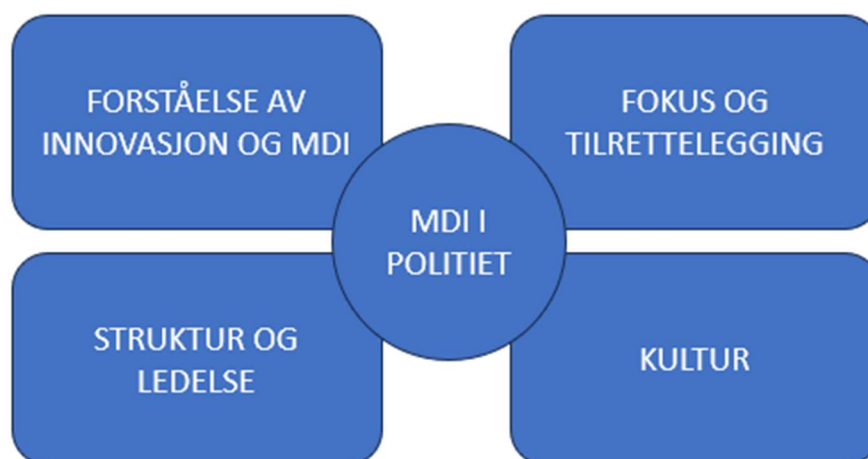 FORSTÅELSE AV
INNOVASJON OG MDI
FOKUS OG
TILRETTELEGGING
MDI I
POLITIET
STRUKTUR OG
LEDELSE
KULTUR